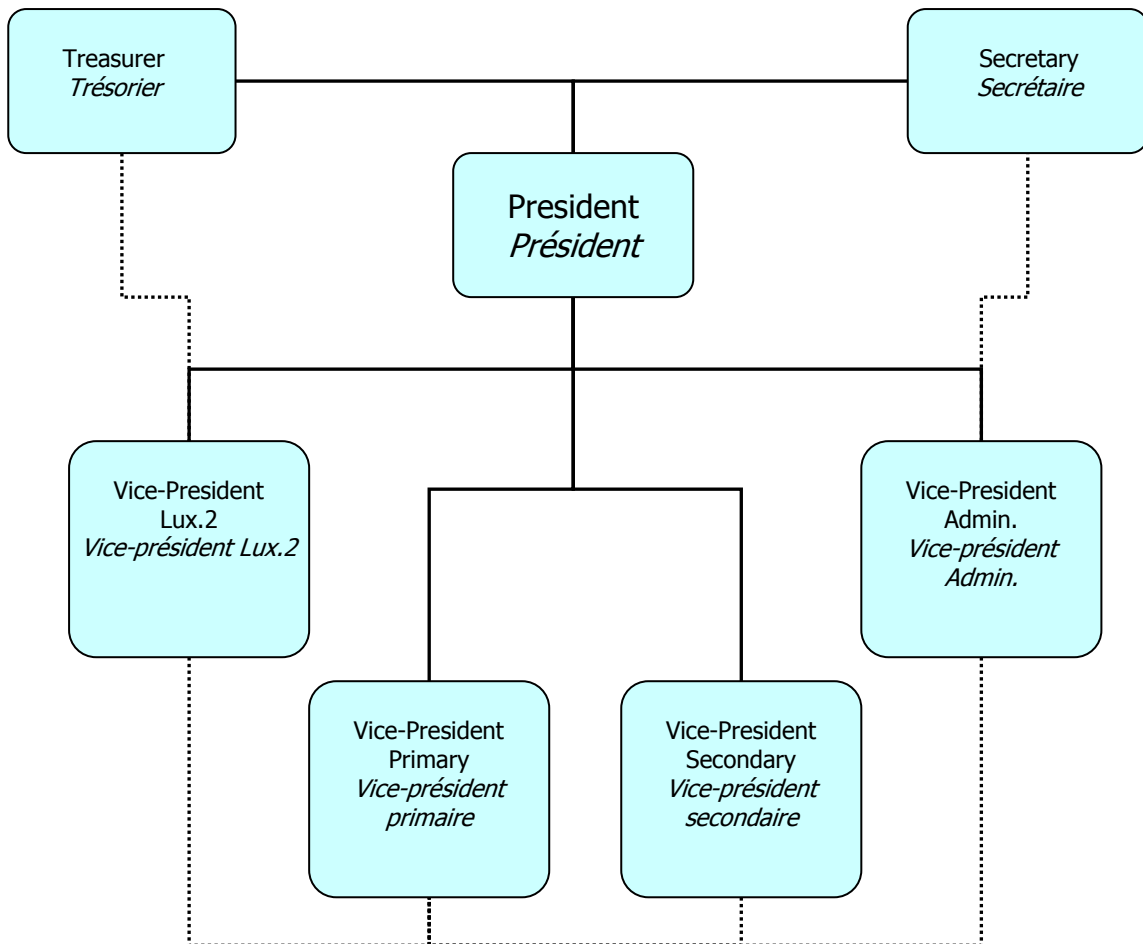 Treasurer
Trésorier
Secretary
Secrétaire
President
Président
Vice-President
Lux.2
Vice-président Lux.2
Vice-President
Admin.
Vice-président
Admin.
Vice-President
Primary
Vice-président
primaire
Vice-President
Secondary
Vice-président
secondaire